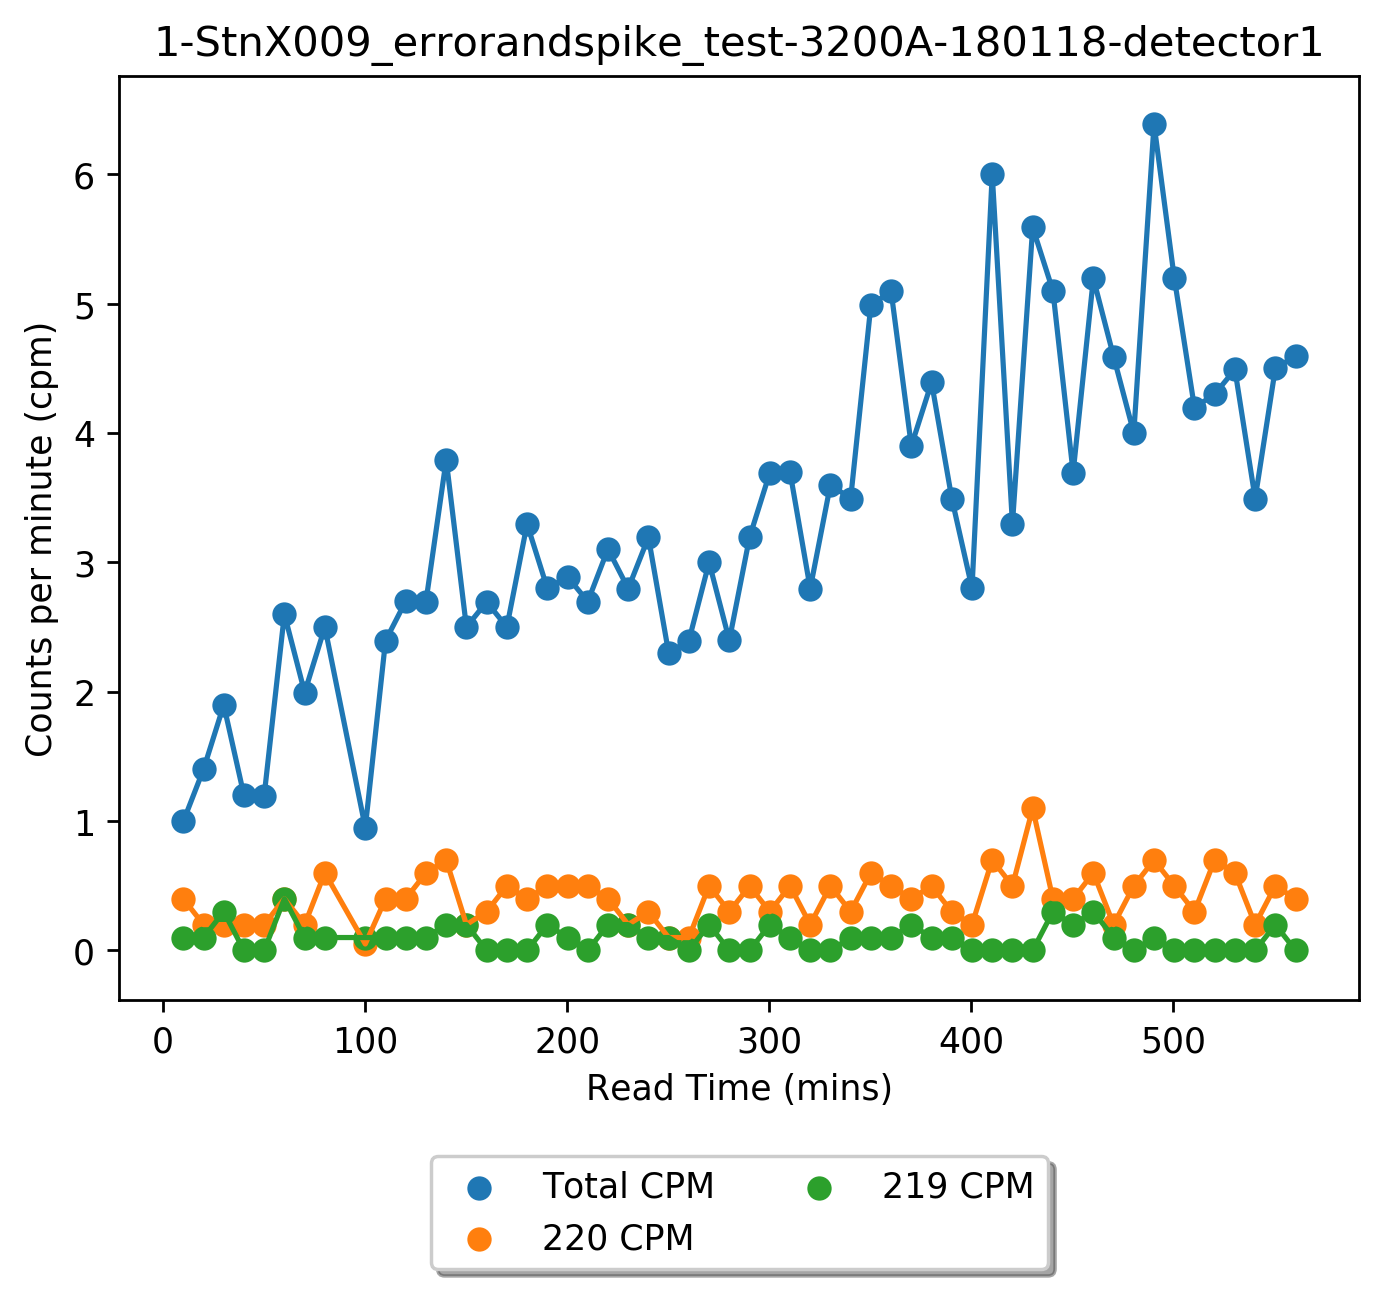 1-StnX009_errorandspike_test-3200A-180118-detector1
Counts per minute (cpm)
6
5
4
3
2
1
0
0 100 200 300 400 500
Read Time (mins)
Total CPM 219 CPM
220 CPM